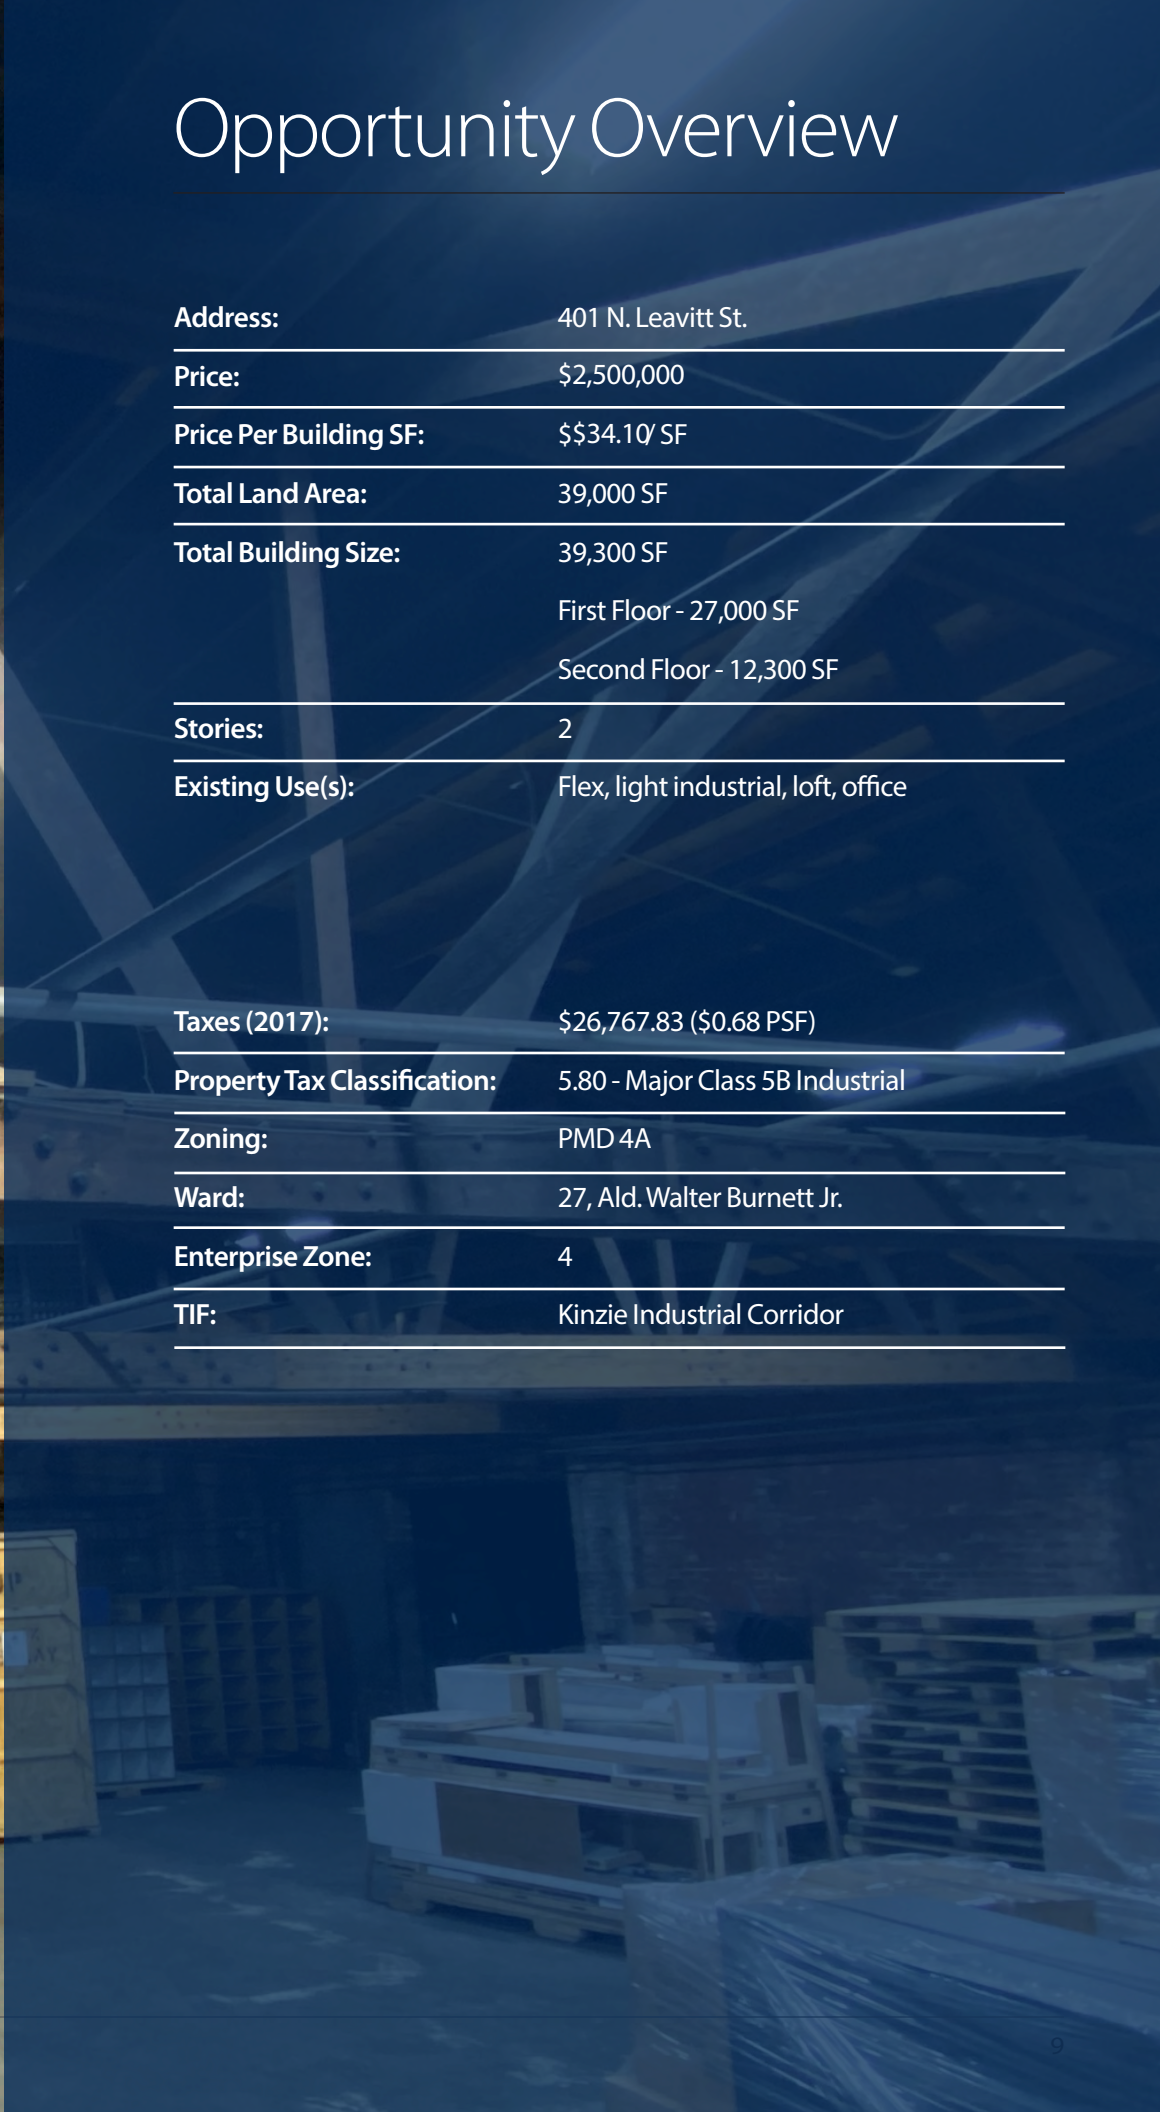 Opportunity Overview
Address: 401 N. Leavitt St.
Price: $2,500,000
Price Per Building SF: $$34.10/ SF
Total Land Area: 39,000 SF
Total Building Size: 39,300 SF
First Floor - 27,000 SF
Second Floor - 12,300 SF
Stories: 2
Existing Use(s): Flex, light industrial, loft, office
Taxes (2017): $26,767.83 ($0.68 PSF)
Property Tax Classification: 5.80 - Major Class 5B Industrial
Zoning: PMD 4A
Ward: 27, Ald. Walter Burnett Jr.
Enterprise Zone: 4
TIF: Kinzie Industrial Corridor
9